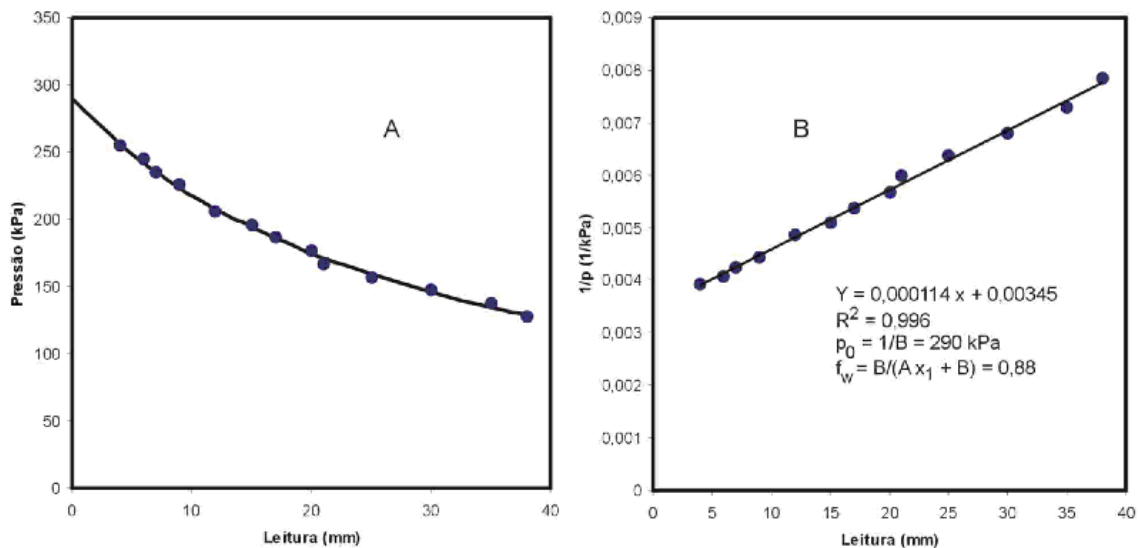 350
300
250
200
150
100
50
0
Pressão (kPa)
A
0 10 20 30 40
Leitura (mm)
0,009
0,008
0,007
0,006
0,005
0,004
0,003
0,002
0,001
0
1/p (1/kPa)
B
Y = 0,000114 x + 0,00345
R² = 0,996
p₀ = 1/B = 290 kPa
f_w = B/(A x₁ + B) = 0,88
0 5 10 15 20 25 30 35 40
Leitura (mm)